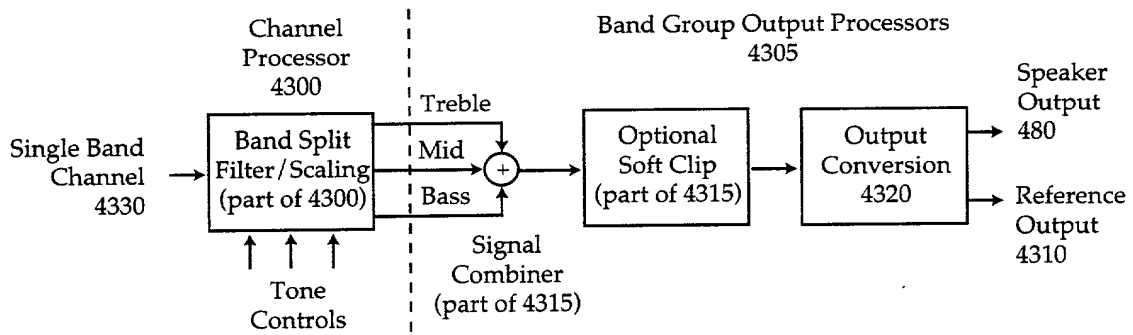 Channel
Processor
4300
Band Group Output Processors
4305
Single Band
Channel
4330
Band Split
Filter/Scaling
(part of 4300)
Tone
Controls
Treble
Mid
Bass
+
Signal
Combiner
(part of 4315)
Optional
Soft Clip
(part of 4315)
Output
Conversion
4320
Speaker
Output
480
Reference
Output
4310